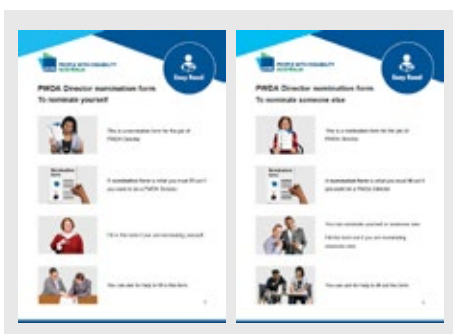 PEOPLE WITH DISABILITY
AUSTRALIA
Easy Read
PWDA Director nomination form
To nominate yourself
This is a nomination form for the job of
PWDA Director
Nomination
form
A nomination form is what you must fill out if
you want to be a PWDA Director
Fill in this form if you are nominating yourself
You can ask for help to fill in this form
PEOPLE WITH DISABILITY
AUSTRALIA
Easy Read
PWDA Director nomination form
To nominate someone else
This is a nomination form for the job of
PWDA Director
Nomination
form
A nomination form is what you must fill out if
you want to be a PWDA Director
You can nominate yourself or someone else
Fill this form out if you are nominating
someone else
You can ask for help to fill out this form